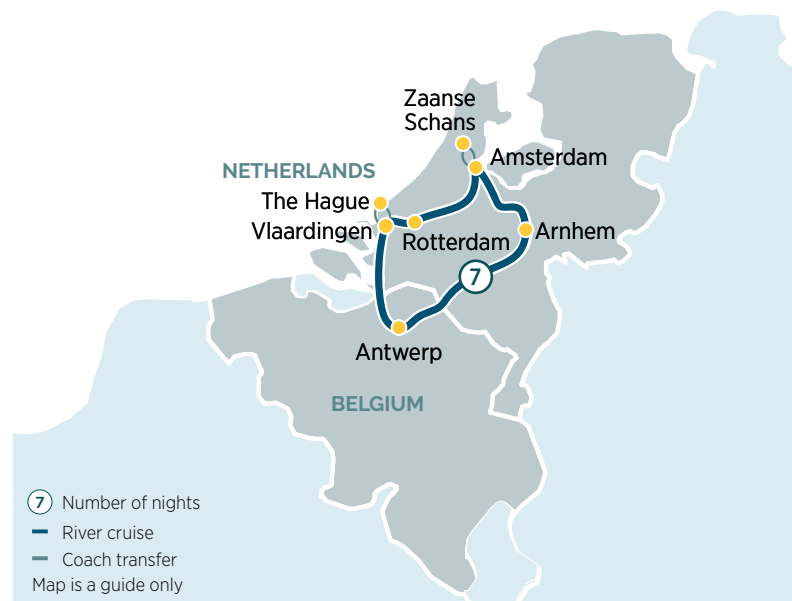 Zaanse
Schans
Amsterdam
NETHERLANDS
The Hague
Vlaardingen
Rotterdam
Arnhem
7
Antwerp
BELGIUM
7 Number of nights
River cruise
Coach transfer
Map is a guide only